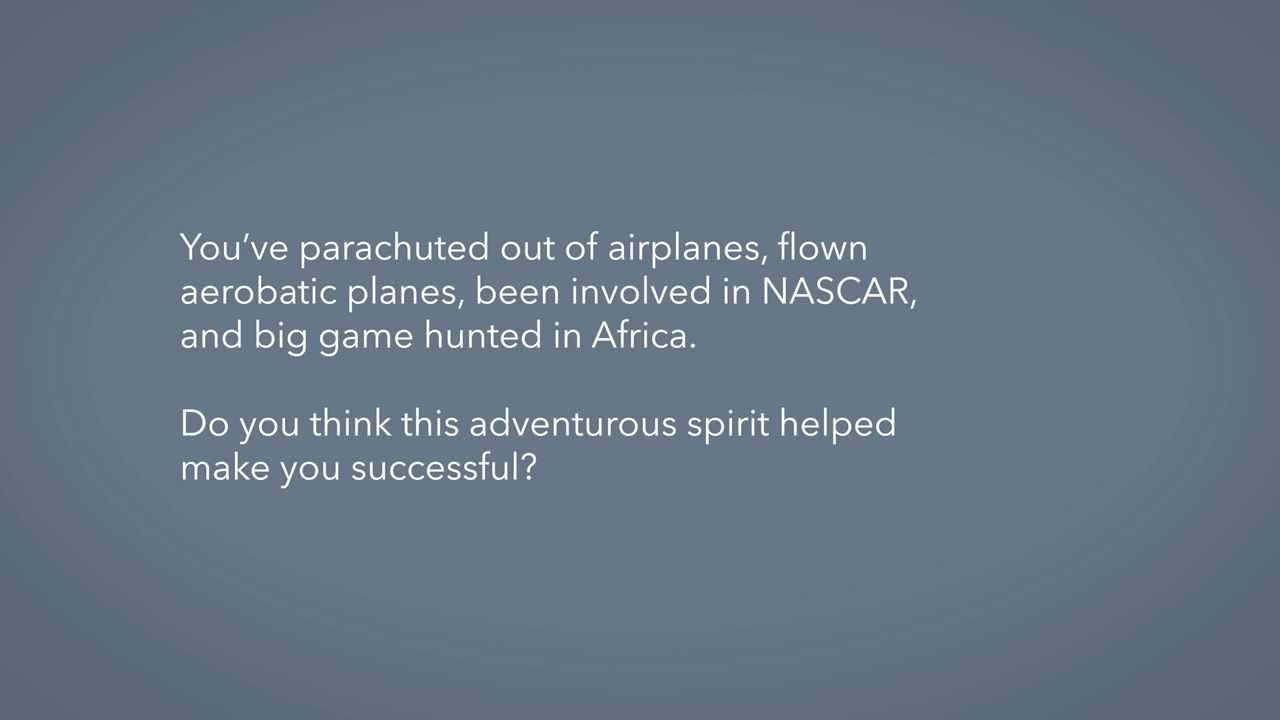 You’ve parachuted out of airplanes, flown
aerobatic planes, been involved in NASCAR,
and big game hunted in Africa.
Do you think this adventurous spirit helped
make you successful?